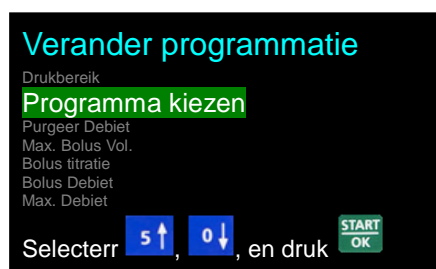 Verander programmatie
Drukbereik
Programma kiezen
Purgeer Debiet
Max. Bolus Vol.
Bolus titratie
Bolus Debiet
Max. Debiet
Selecterr 5↑, 0↓, en druk START OK